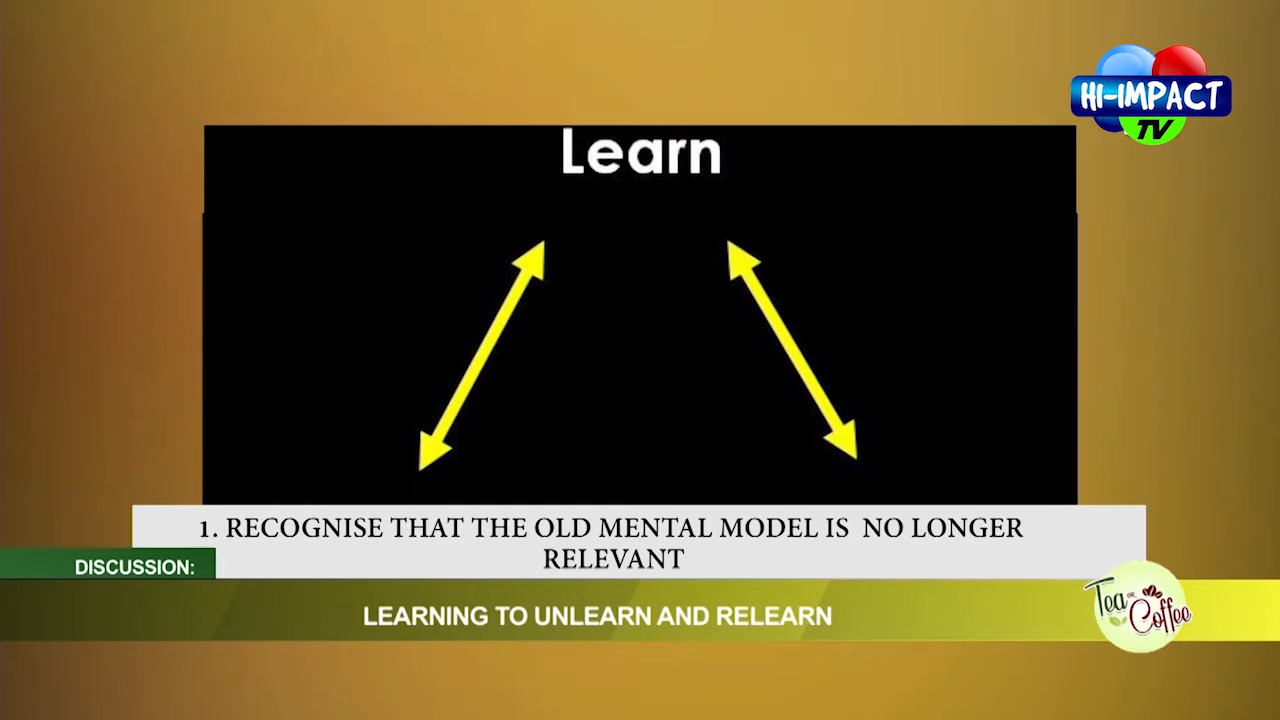 HI-IMPACT
TV
Learn
1. RECOGNISE THAT THE OLD MENTAL MODEL IS  NO LONGER
RELEVANT
DISCUSSION:
LEARNING TO UNLEARN AND RELEARN
Tea OR
Coffee